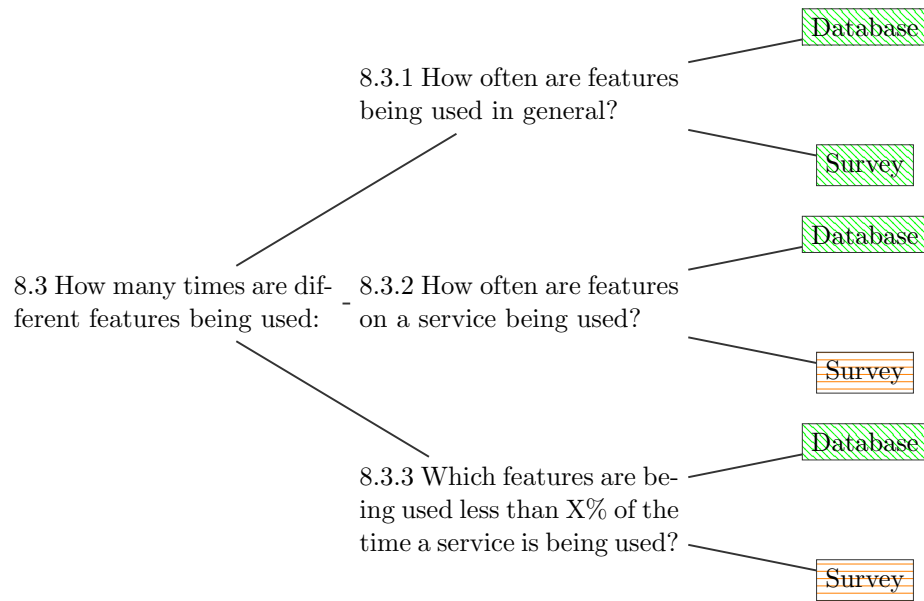 Database
8.3.1 How often are features
being used in general?
Survey
Database
8.3 How many times are dif-
ferent features being used:
8.3.2 How often are features
on a service being used?
Survey
Database
8.3.3 Which features are be-
ing used less than X% of the
time a service is being used?
Survey